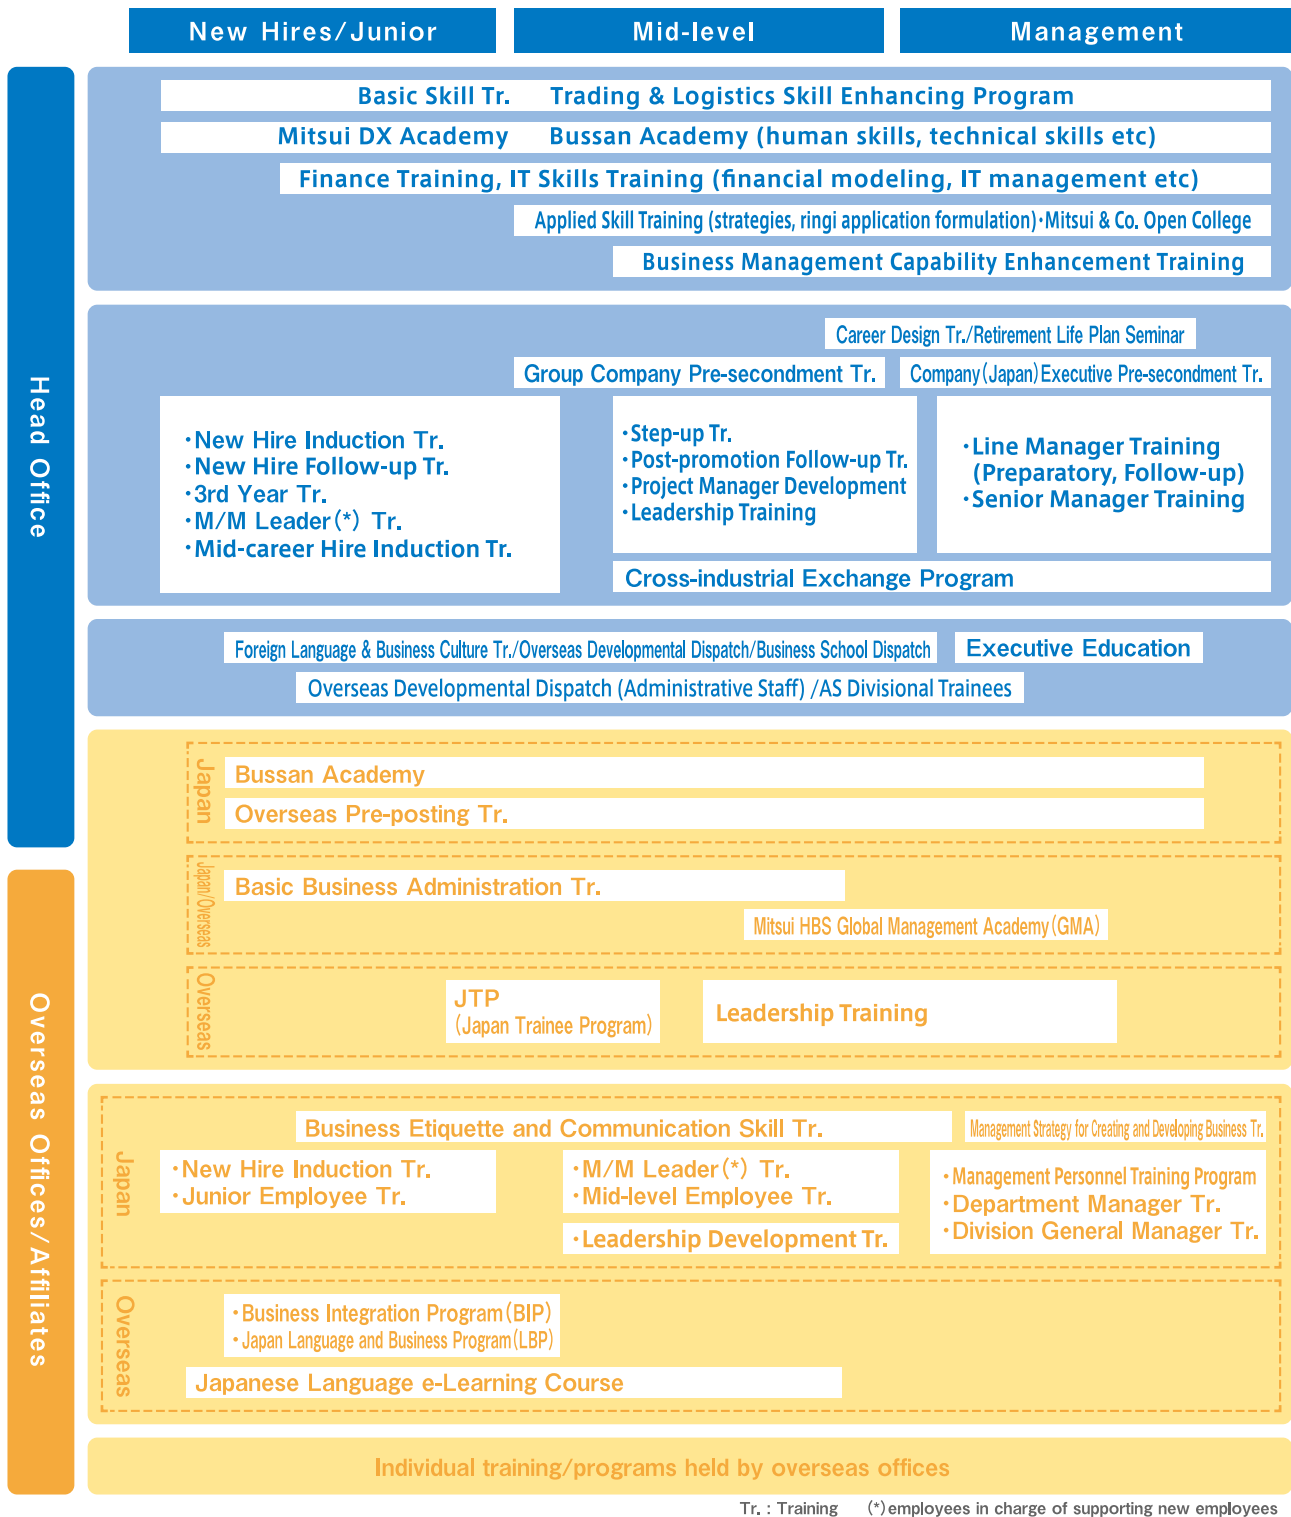 New Hires/Junior
Mid-level
Management
Head Office
Basic Skill Tr. Trading & Logistics Skill Enhancing Program
Mitsui DX Academy Bussan Academy (human skills, technical skills etc)
Finance Training, IT Skills Training (financial modeling, IT management etc)
Applied Skill Training (strategies, ringi application formulation)・Mitsui & Co. Open College
Business Management Capability Enhancement Training
Career Design Tr./Retirement Life Plan Seminar
Group Company Pre-secondment Tr.
Company(Japan)Executive Pre-secondment Tr.
・New Hire Induction Tr.
・New Hire Follow-up Tr.
・3rd Year Tr.
・M/M Leader(*) Tr.
・Mid-career Hire Induction Tr.
・Step-up Tr.
・Post-promotion Follow-up Tr.
・Project Manager Development
・Leadership Training
・Line Manager Training
(Preparatory, Follow-up)
・Senior Manager Training
Cross-industrial Exchange Program
Foreign Language & Business Culture Tr./Overseas Developmental Dispatch/Business School Dispatch
Executive Education
Overseas Developmental Dispatch (Administrative Staff) /AS Divisional Trainees
Japan
Bussan Academy
Overseas Pre-posting Tr.
Overseas Offices/Affiliates
Japan/Overseas
Basic Business Administration Tr.
Mitsui HBS Global Management Academy(GMA)
Overseas
JTP
(Japan Trainee Program)
Leadership Training
Japan
Business Etiquette and Communication Skill Tr.
Management Strategy for Creating and Developing Business Tr.
・New Hire Induction Tr.
・Junior Employee Tr.
・M/M Leader(*) Tr.
・Mid-level Employee Tr.
・Leadership Development Tr.
・Management Personnel Training Program
・Department Manager Tr.
・Division General Manager Tr.
Overseas
・Business Integration Program(BIP)
・Japan Language and Business Program(LBP)
Japanese Language e-Learning Course
Individual training/programs held by overseas offices
Tr. : Training (*)employees in charge of supporting new employees